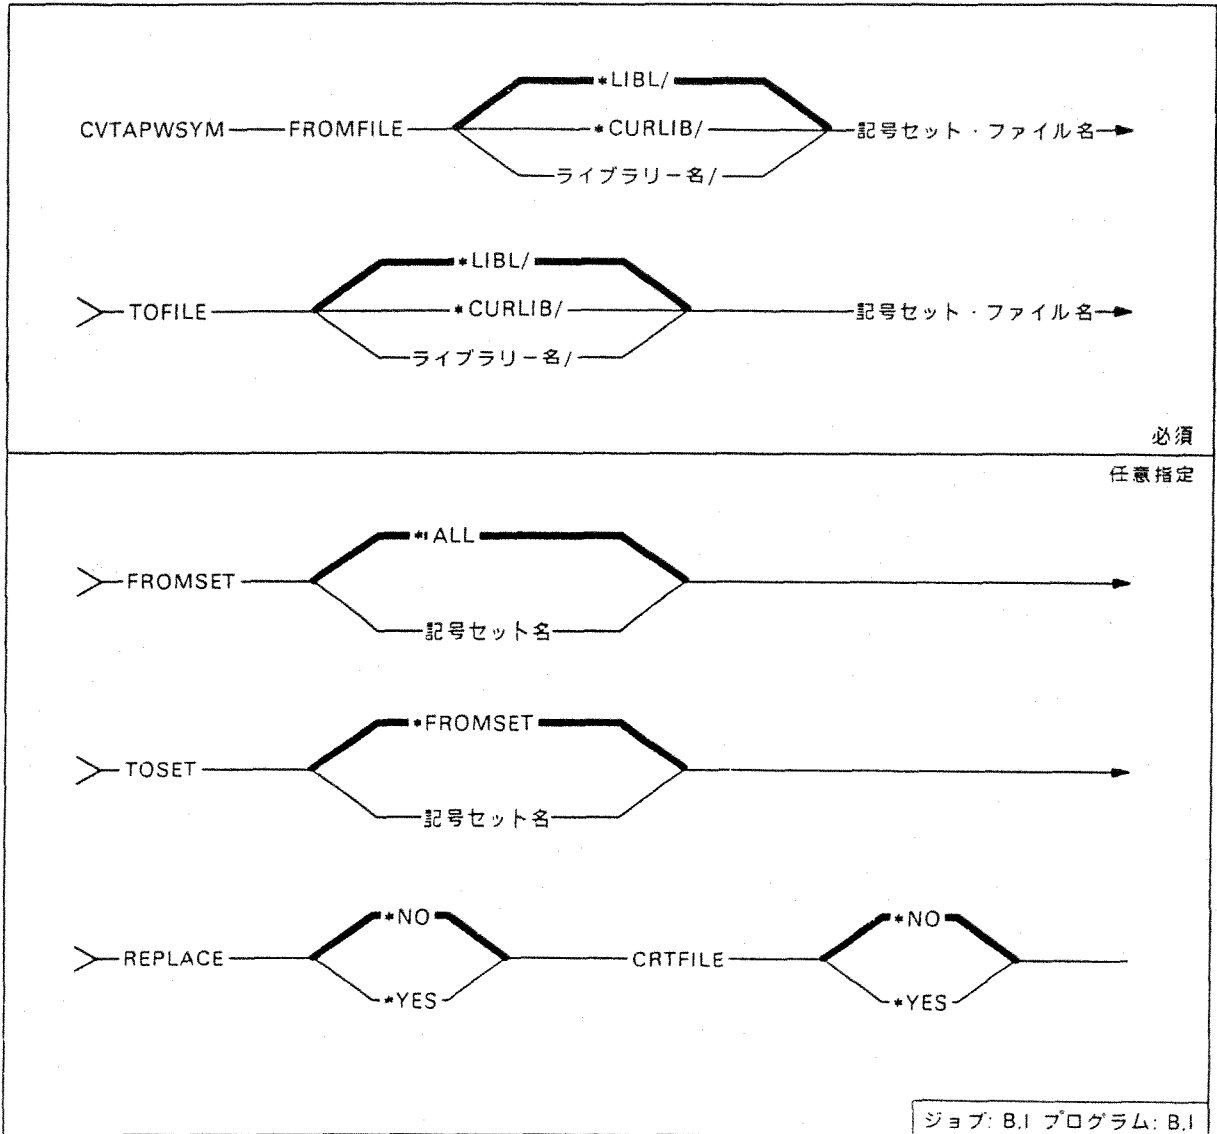 *LIBL/
CVTAPWSYM FROMFILE *CURLIB/ 記号セット・ファイル名
ライブラリー名/
*LIBL/
TOFILE *CURLIB/ 記号セット・ファイル名
ライブラリー名/
必須
任意指定
*ALL
FROMSET
記号セット名
*FROMSET
TOSET
記号セット名
*NO *NO
REPLACE CRTFILE
*YES *YES
ジョブ: B,I プログラム: B,I